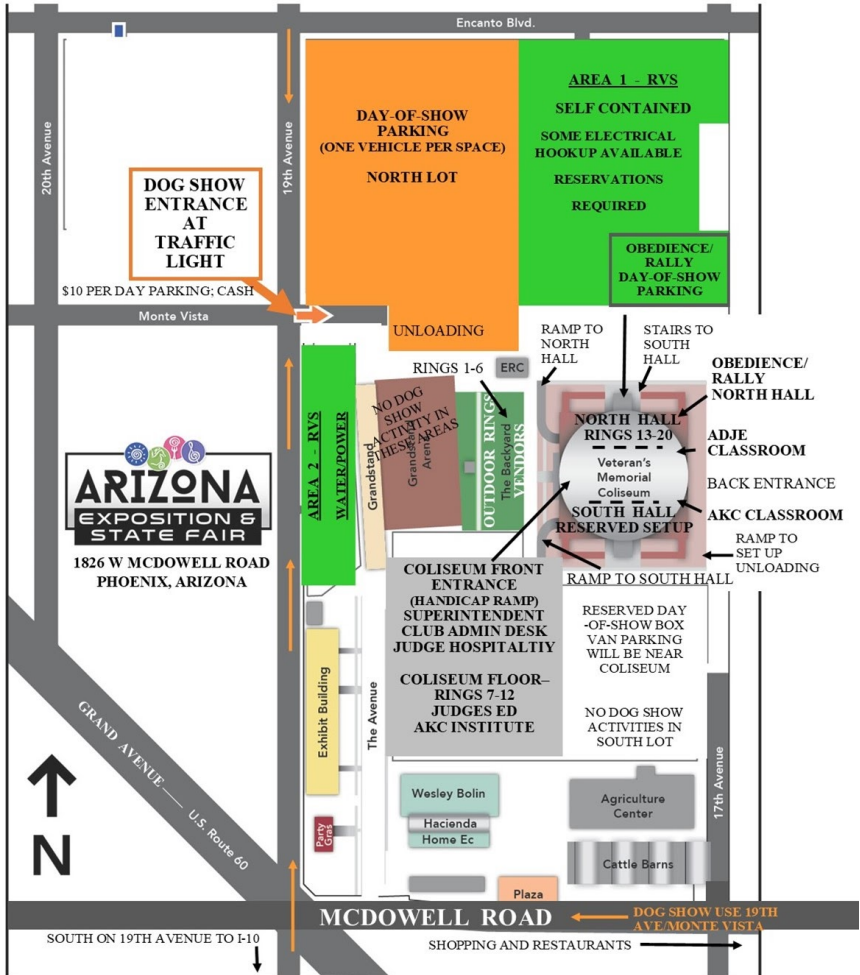 Encanto Blvd.
20th Avenue
19th Avenue
DAY-OF-SHOW
PARKING
(ONE VEHICLE PER SPACE)
NORTH LOT
AREA 1 - RVS
SELF CONTAINED
SOME ELECTRICAL
HOOKUP AVAILABLE
RESERVATIONS
REQUIRED
OBEDIENCE/
RALLY
DAY-OF-SHOW
PARKING
DOG SHOW
ENTRANCE
AT
TRAFFIC
LIGHT
$10 PER DAY PARKING; CASH
Monte Vista
UNLOADING
RINGS 1-6
ERC
RAMP TO
NORTH
HALL
STAIRS TO
SOUTH
HALL
OBEDIENCE/
RALLY
NORTH HALL
ADJE
CLASSROOM
BACK ENTRANCE
AKC CLASSROOM
RAMP TO
SET UP
UNLOADING
NORTH HALL
RINGS 13-20
Veteran's
Memorial
Coliseum
SOUTH HALL
RESERVED SETUP
RAMP TO SOUTH HALL
AREA 2 - RVS
WATER/POWER
Grandstand
NO DOG
SHOW
ACTIVITY IN
THESE AREAS
Grandstand
Arena
OUTDOOR RINGS
The Backyard
VENDORS
ARIZONA
EXPOSITION &
STATE FAIR
1826 W MCDOWELL ROAD
PHOENIX, ARIZONA
COLISEUM FRONT
ENTRANCE
(HANDICAP RAMP)
SUPERINTENDENT
CLUB ADMIN DESK
JUDGE HOSPITALTIY
COLISEUM FLOOR–
RINGS 7-12
JUDGES ED
AKC INSTITUTE
RESERVED DAY
-OF-SHOW BOX
VAN PARKING
WILL BE NEAR
COLISEUM
NO DOG SHOW
ACTIVITIES IN
SOUTH LOT
Exhibit Building
The Avenue
17th Avenue
GRAND AVENUE —— U.S. Route 60
N
Party
Gras
Wesley Bolin
Hacienda
Home Ec
Agriculture
Center
Cattle Barns
Plaza
MCDOWELL ROAD
DOG SHOW USE 19TH
AVE/MONTE VISTA
SOUTH ON 19TH AVENUE TO I-10
SHOPPING AND RESTAURANTS